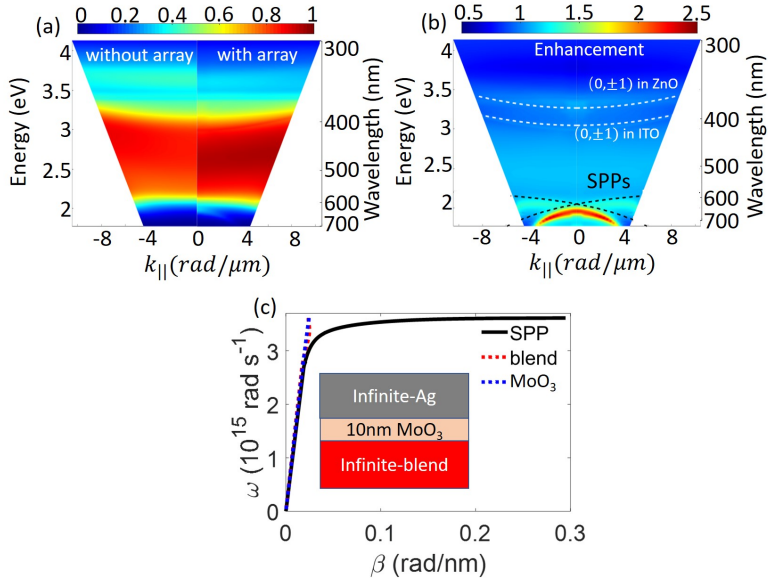 0 0.2 0.4 0.6 0.8 1
(a)
without array
with array
Energy (eV)
4
3.5
3
2.5
2
300
400
500
600
700
Wavelength (nm)
-8 -4 0 4 8
k||(rad/μm)
0.5 1 1.5 2 2.5
(b)
Enhancement
(0,±1) in ZnO
(0,±1) in ITO
SPPs
Energy (eV)
4
3.5
3
2.5
2
300
400
500
600
700
Wavelength (nm)
-8 -4 0 4 8
k||(rad/μm)
(c)
SPP
blend
MoO₃
Infinite-Ag
10nm MoO₃
Infinite-blend
ω (10¹⁵ rad s⁻¹)
3
2
1
0
0 0.1 0.2 0.3
β (rad/nm)